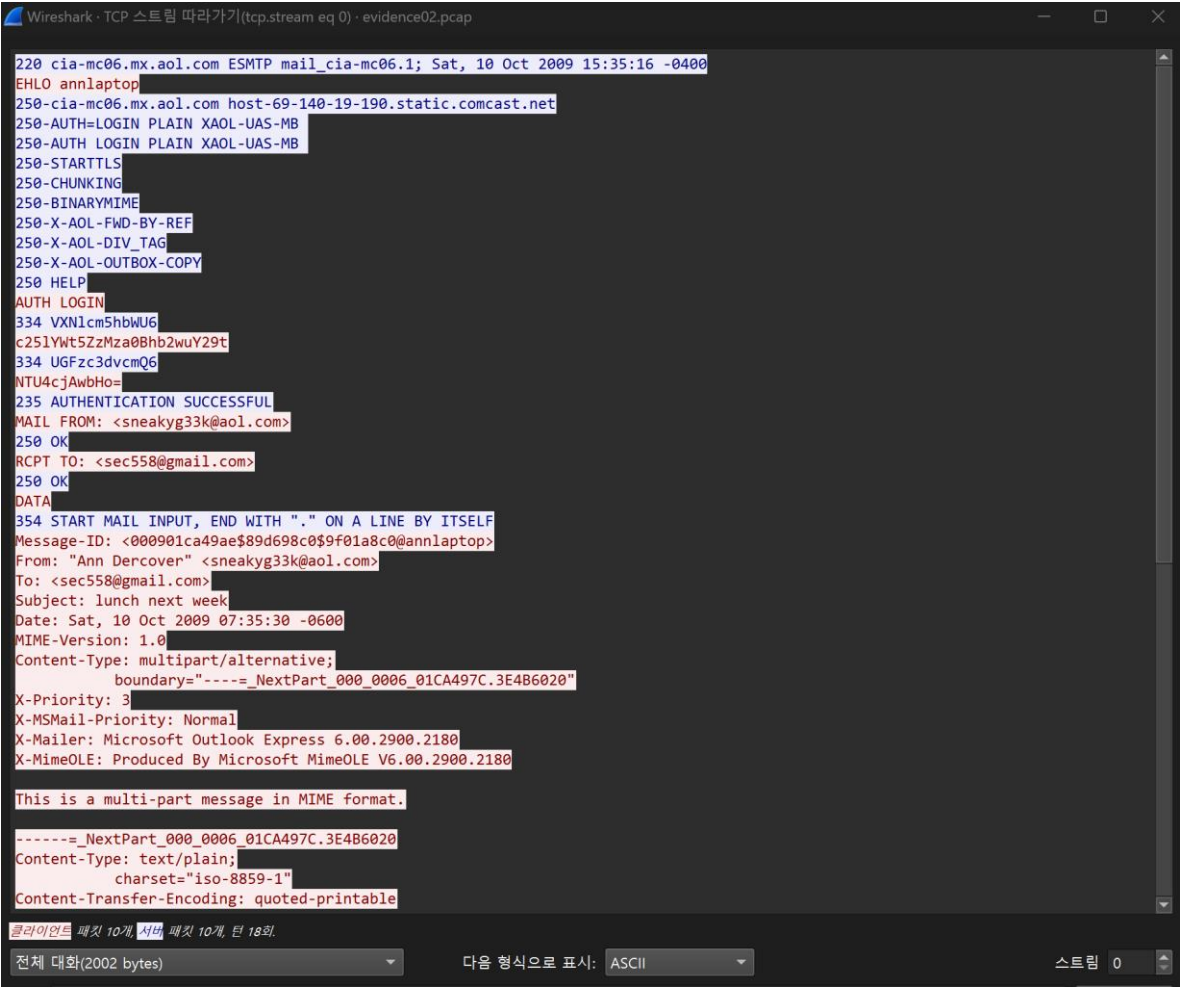 Wireshark · TCP 스트림 따라가기(tcp.stream eq 0) · evidence02.pcap
220 cia-mc06.mx.aol.com ESMTP mail_cia-mc06.1; Sat, 10 Oct 2009 15:35:16 -0400
EHLO annlaptop
250-cia-mc06.mx.aol.com host-69-140-19-190.static.comcast.net
250-AUTH=LOGIN PLAIN XAOL-UAS-MB
250-AUTH LOGIN PLAIN XAOL-UAS-MB
250-STARTTLS
250-CHUNKING
250-BINARYMIME
250-X-AOL-FWD-BY-REF
250-X-AOL-DIV_TAG
250-X-AOL-OUTBOX-COPY
250 HELP
AUTH LOGIN
334 VXNlcm5hbWU6
c25lYWt5ZzMza0Bhb2wuY29t
334 UGFzc3dvcmQ6
NTU4cjAwbHo=
235 AUTHENTICATION SUCCESSFUL
MAIL FROM: <sneakyg33k@aol.com>
250 OK
RCPT TO: <sec558@gmail.com>
250 OK
DATA
354 START MAIL INPUT, END WITH "." ON A LINE BY ITSELF
Message-ID: <000901ca49ae$89d698c0$9f01a8c0@annlaptop>
From: "Ann Dercover" <sneakyg33k@aol.com>
To: <sec558@gmail.com>
Subject: lunch next week
Date: Sat, 10 Oct 2009 07:35:30 -0600
MIME-Version: 1.0
Content-Type: multipart/alternative;
boundary="----=_NextPart_000_0006_01CA497C.3E4B6020"
X-Priority: 3
X-MSMail-Priority: Normal
X-Mailer: Microsoft Outlook Express 6.00.2900.2180
X-MimeOLE: Produced By Microsoft MimeOLE V6.00.2900.2180
This is a multi-part message in MIME format.
------=_NextPart_000_0006_01CA497C.3E4B6020
Content-Type: text/plain;
charset="iso-8859-1"
Content-Transfer-Encoding: quoted-printable
클라이언트 패킷 10개, 서버 패킷 10개, 턴 18회.
전체 대화(2002 bytes) 다음 형식으로 표시: ASCII 스트림 0